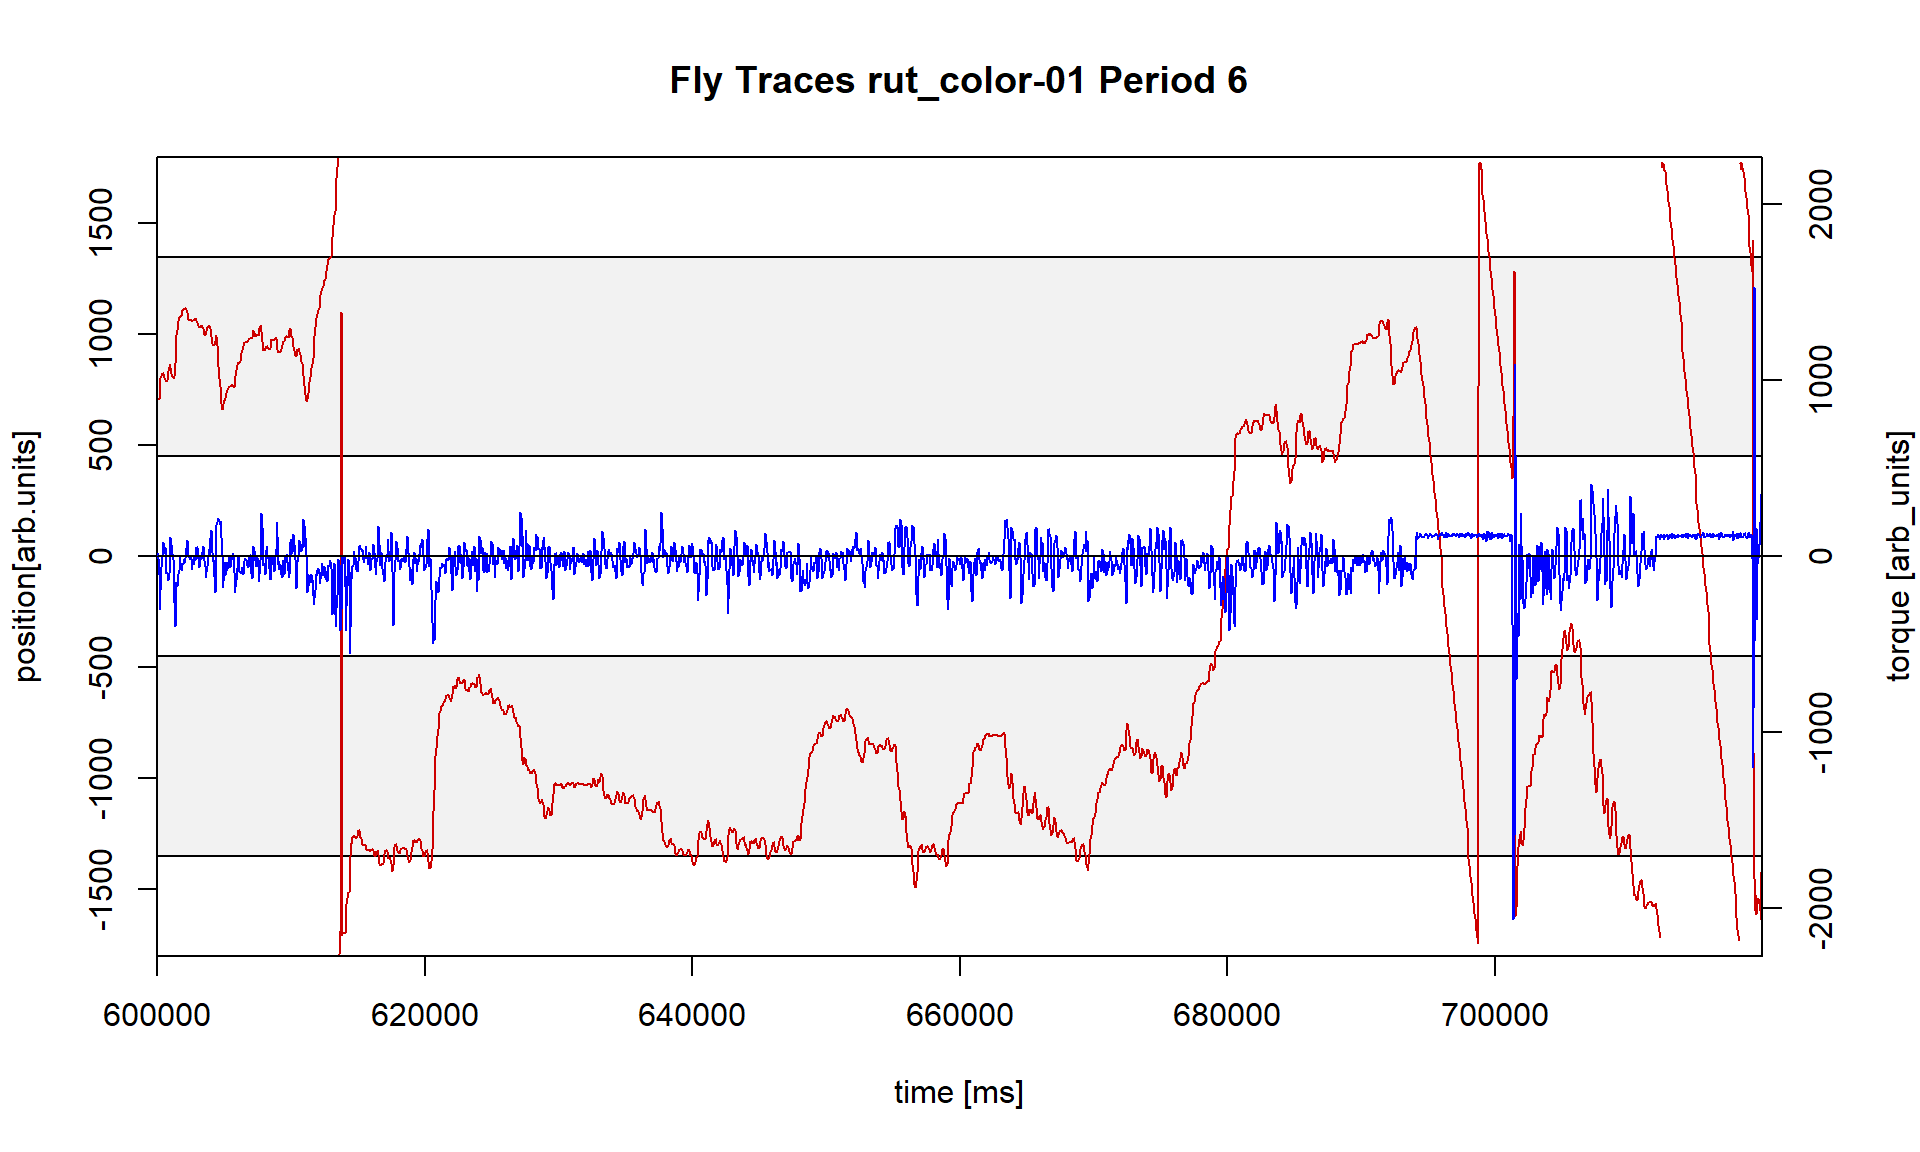 Fly Traces rut_color-01 Period 6
position[arb.units]
1500
1000
500
0
-500
-1000
-1500
2000
1000
0
-1000
-2000
torque [arb_units]
600000 620000 640000 660000 680000 700000
time [ms]